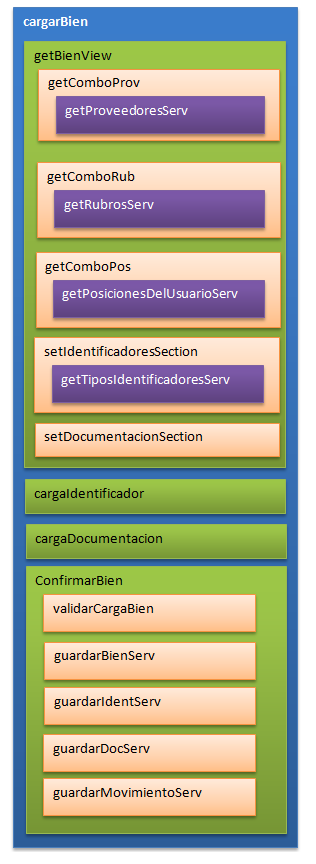 cargarBien
getBienView
getComboProv
getProveedoresServ
getComboRub
getRubrosServ
getComboPos
getPosicionesDelUsuarioServ
setIdentificadoresSection
getTiposIdentificadoresServ
setDocumentacionSection
cargaIdentificador
cargaDocumentacion
ConfirmarBien
validarCargaBien
guardarBienServ
guardarIdentServ
guardarDocServ
guardarMovimientoServ